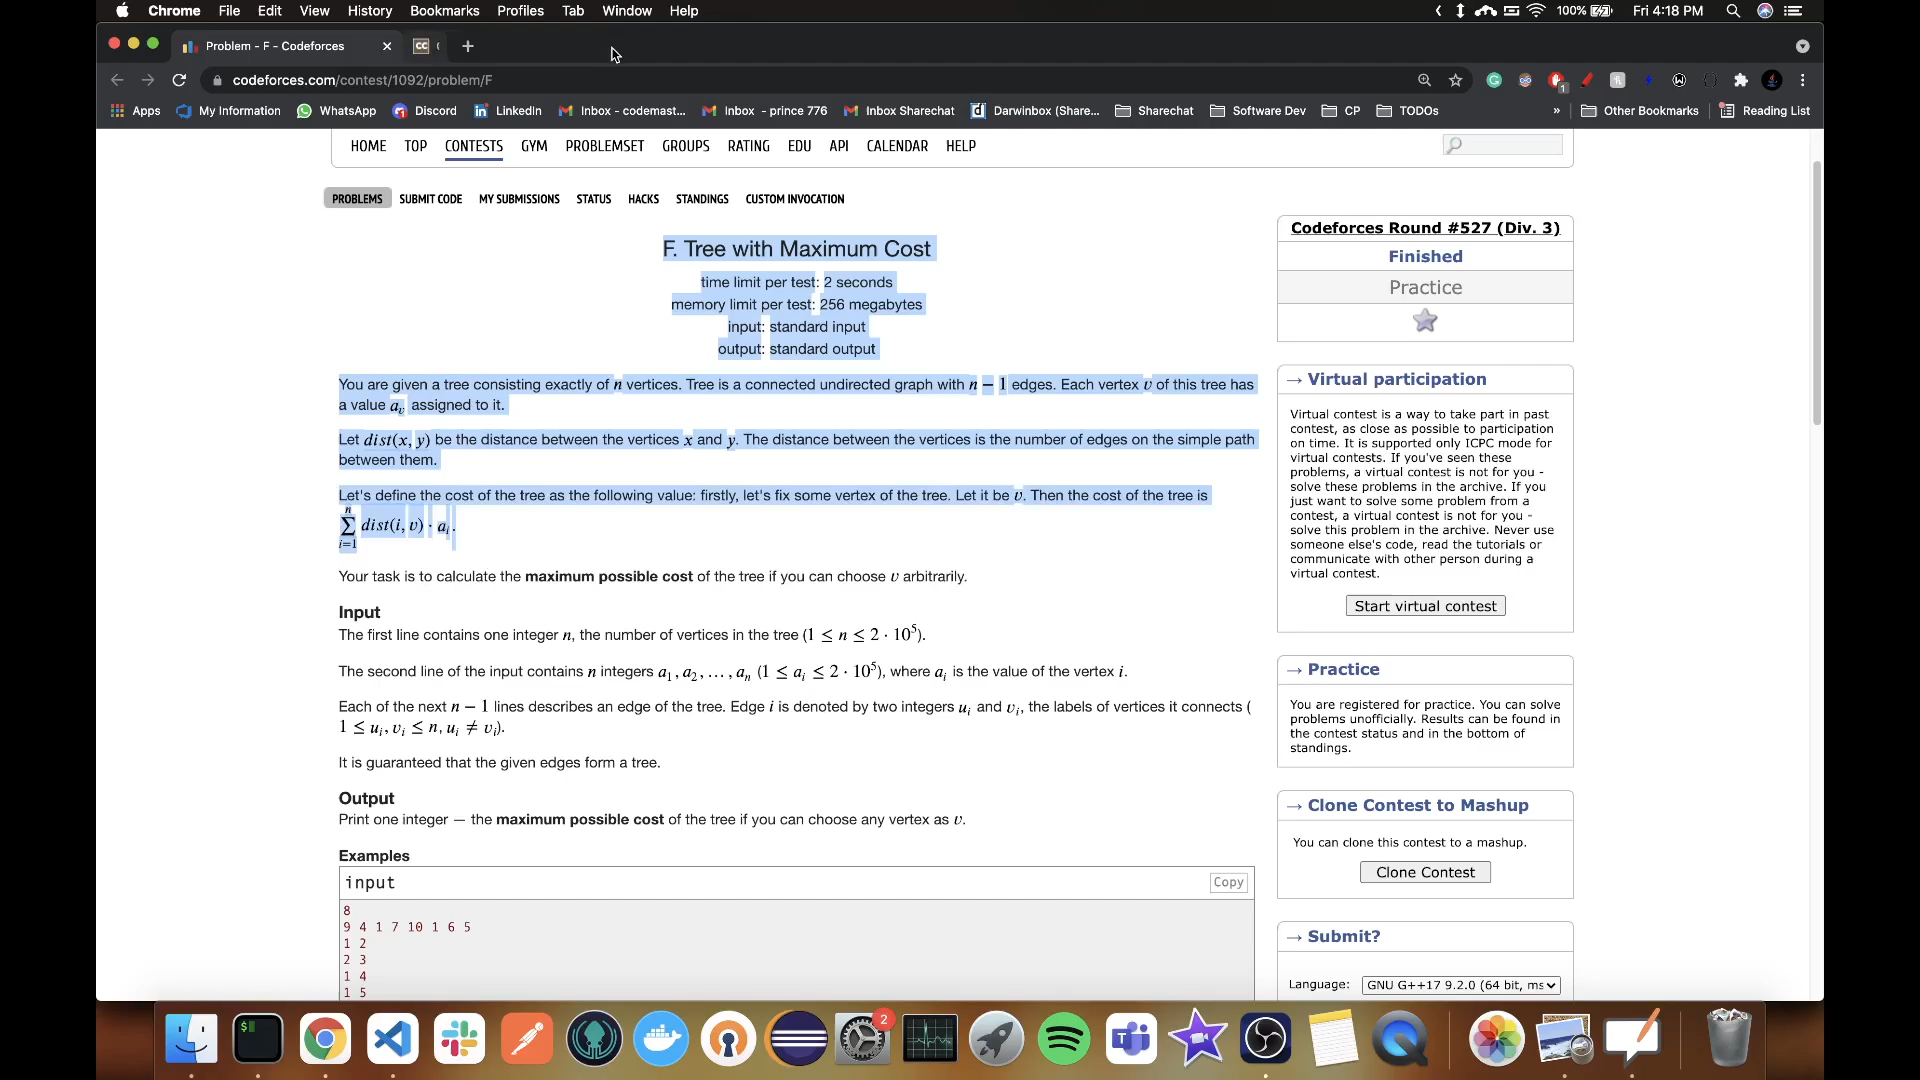 Chrome File Edit View History Bookmarks Profiles Tab Window Help 100% Fri 4:18 PM
Problem - F - Codeforces
CC
codeforces.com/contest/1092/problem/F
Apps My Information WhatsApp Discord LinkedIn Inbox - codemast... Inbox - prince 776 Inbox Sharechat Darwinbox (Share... Sharechat Software Dev CP TODOs » Other Bookmarks Reading List
HOME TOP CONTESTS GYM PROBLEMSET GROUPS RATING EDU API CALENDAR HELP
PROBLEMS SUBMIT CODE MY SUBMISSIONS STATUS HACKS STANDINGS CUSTOM INVOCATION
F. Tree with Maximum Cost
time limit per test: 2 seconds
memory limit per test: 256 megabytes
input: standard input
output: standard output
You are given a tree consisting exactly of n vertices. Tree is a connected undirected graph with n − 1 edges. Each vertex v of this tree has
a value a_v assigned to it.
Let dist(x, y) be the distance between the vertices x and y. The distance between the vertices is the number of edges on the simple path
between them.
Let's define the cost of the tree as the following value: firstly, let's fix some vertex of the tree. Let it be v. Then the cost of the tree is
n
∑ dist(i, v) · a_i.
i=1
Your task is to calculate the maximum possible cost of the tree if you can choose v arbitrarily.
Input
The first line contains one integer n, the number of vertices in the tree (1 ≤ n ≤ 2 · 10^5).
The second line of the input contains n integers a_1, a_2, …, a_n (1 ≤ a_i ≤ 2 · 10^5), where a_i is the value of the vertex i.
Each of the next n − 1 lines describes an edge of the tree. Edge i is denoted by two integers u_i and v_i, the labels of vertices it connects (
1 ≤ u_i, v_i ≤ n, u_i ≠ v_i).
It is guaranteed that the given edges form a tree.
Output
Print one integer — the maximum possible cost of the tree if you can choose any vertex as v.
Examples
input
Copy
8
9 4 1 7 10 1 6 5
1 2
2 3
1 4
1 5
Codeforces Round #527 (Div. 3)
Finished
Practice
→ Virtual participation
Virtual contest is a way to take part in past
contest, as close as possible to participation
on time. It is supported only ICPC mode for
virtual contests. If you've seen these
problems, a virtual contest is not for you -
solve these problems in the archive. If you
just want to solve some problem from a
contest, a virtual contest is not for you -
solve this problem in the archive. Never use
someone else's code, read the tutorials or
communicate with other person during a
virtual contest.
Start virtual contest
→ Practice
You are registered for practice. You can solve
problems unofficially. Results can be found in
the contest status and in the bottom of
standings.
→ Clone Contest to Mashup
You can clone this contest to a mashup.
Clone Contest
→ Submit?
Language: GNU G++17 9.2.0 (64 bit, ms
2